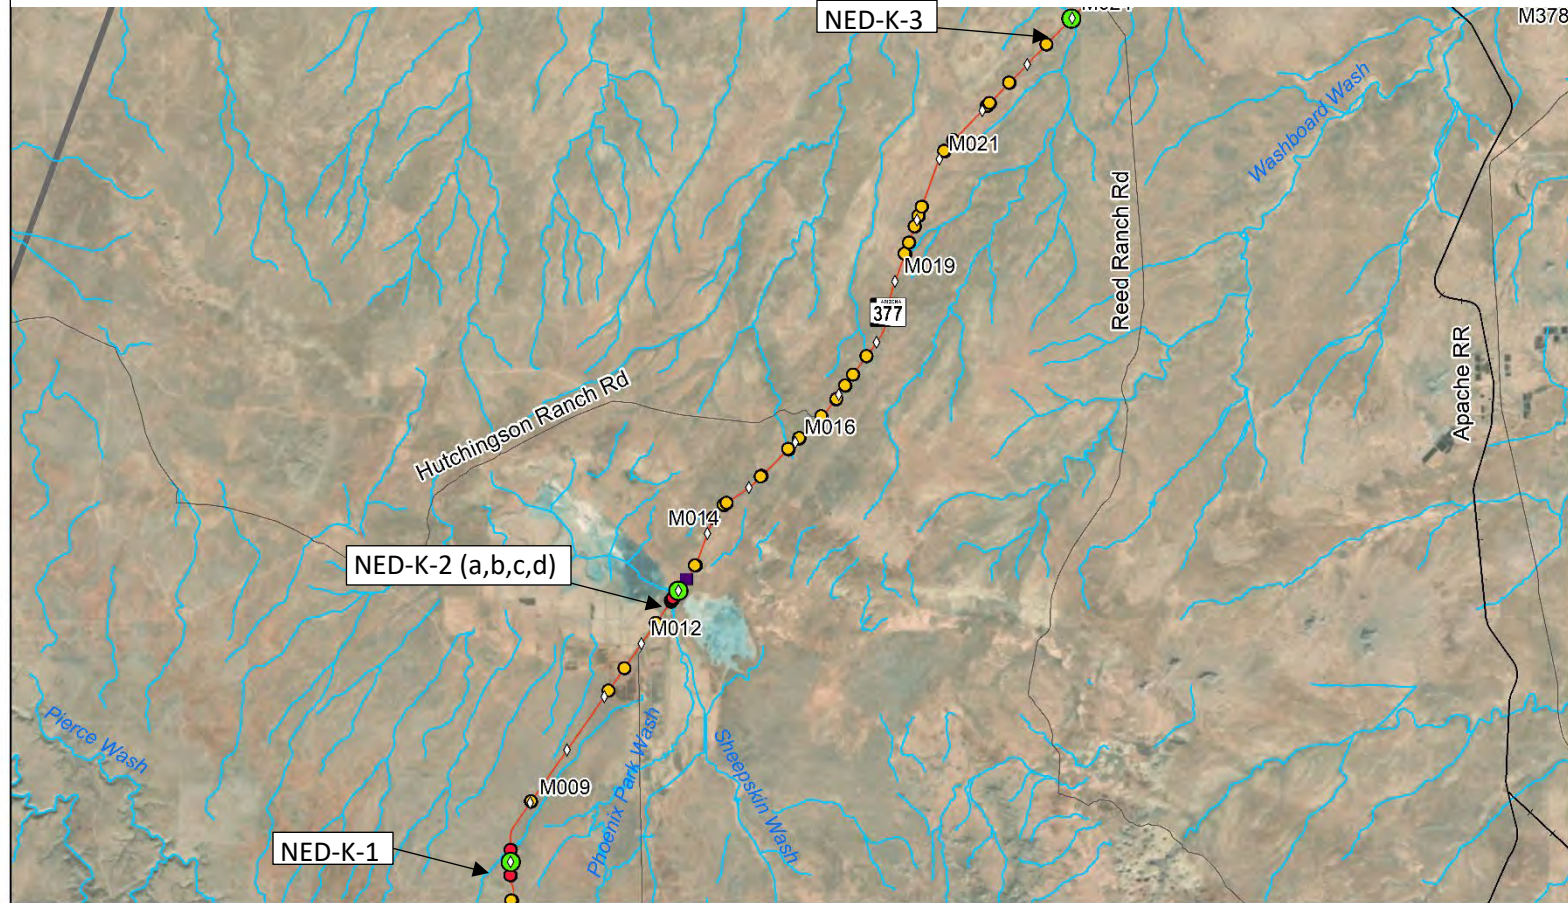 NED-K-3
M378
M021
Washboard Wash
Reed Ranch Rd
M019
ARIZONA
377
Apache RR
Hutchingson Ranch Rd
M016
M014
NED-K-2 (a,b,c,d)
M012
Pierce Wash
Phoenix Park Wash
Sheepskin Wash
M009
NED-K-1